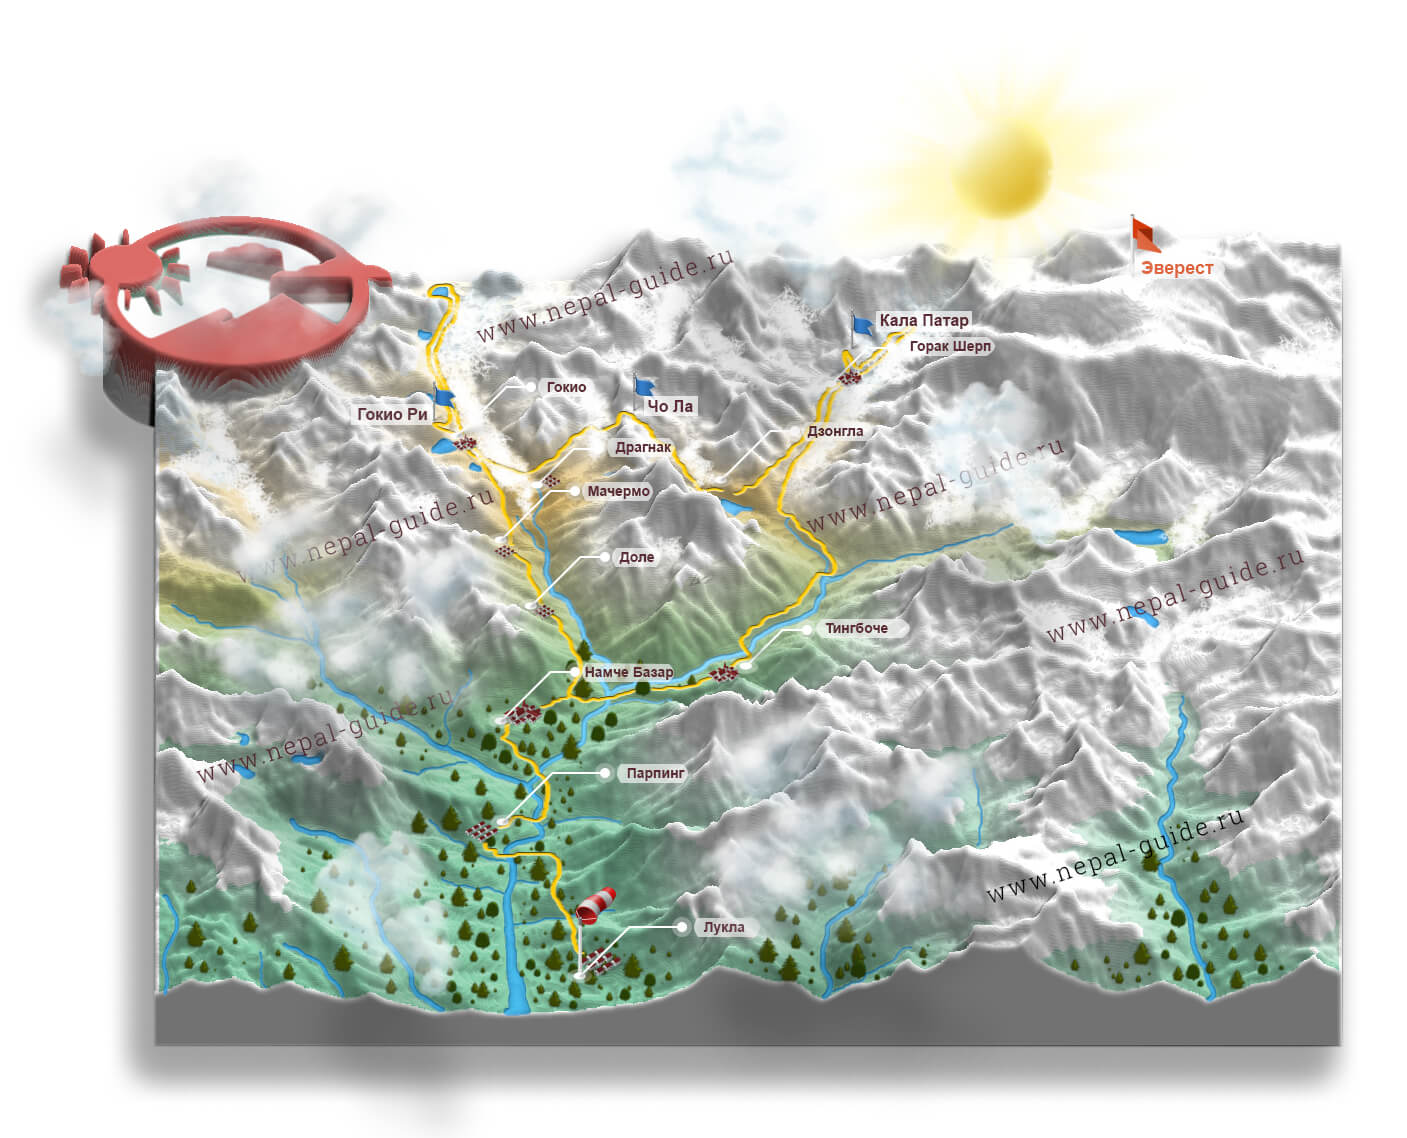 www.nepal-guide.ru
Эверест
Кала Патар
Горак Шерп
Гокио
Гокио Ри
Чо Ла
Дзонгла
Драгнак
Мачермо
www.nepal-guide.ru
www.nepal-guide.ru
Доле
www.nepal-guide.ru
Тингбоче
Намче Базар
www.nepal-guide.ru
Парпинг
www.nepal-guide.ru
Лукла